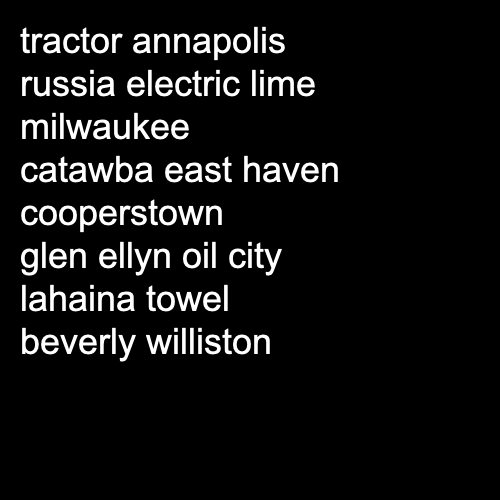 tractor annapolis
russia electric lime
milwaukee
catawba east haven
cooperstown
glen ellyn oil city
lahaina towel
beverly williston